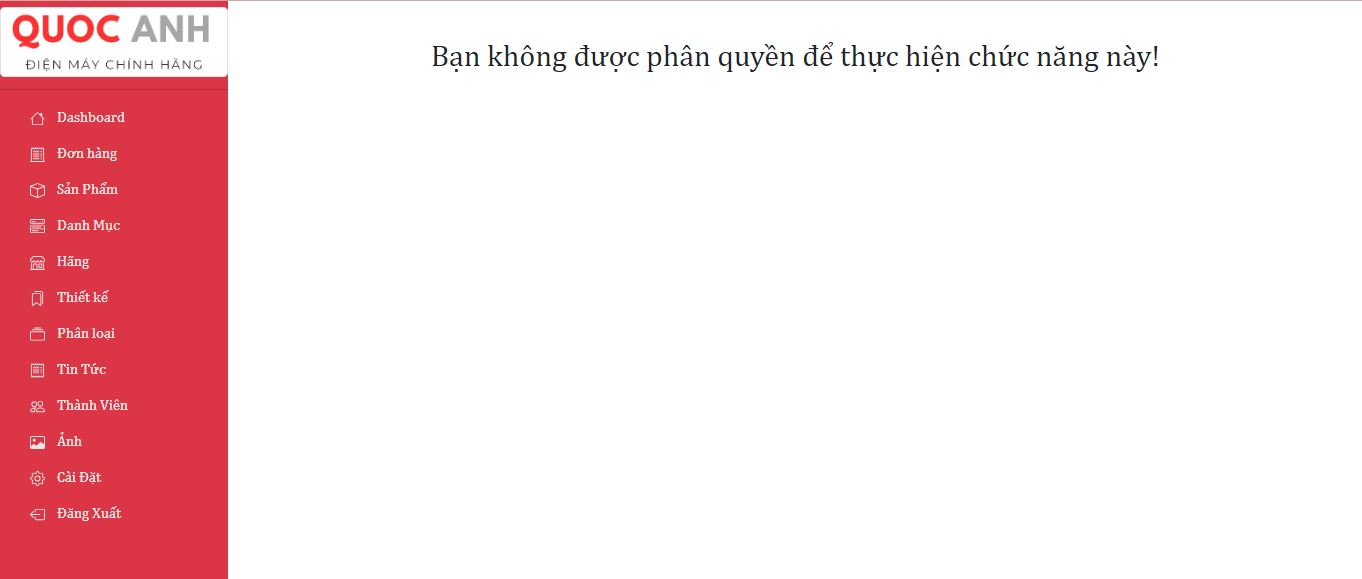 QUOC ANH
ĐIỆN MÁY CHÍNH HÃNG
Bạn không được phân quyền để thực hiện chức năng này!
Dashboard
Đơn hàng
Sản Phẩm
Danh Mục
Hãng
Thiết kế
Phân loại
Tin Tức
Thành Viên
Ảnh
Cài Đặt
Đăng Xuất